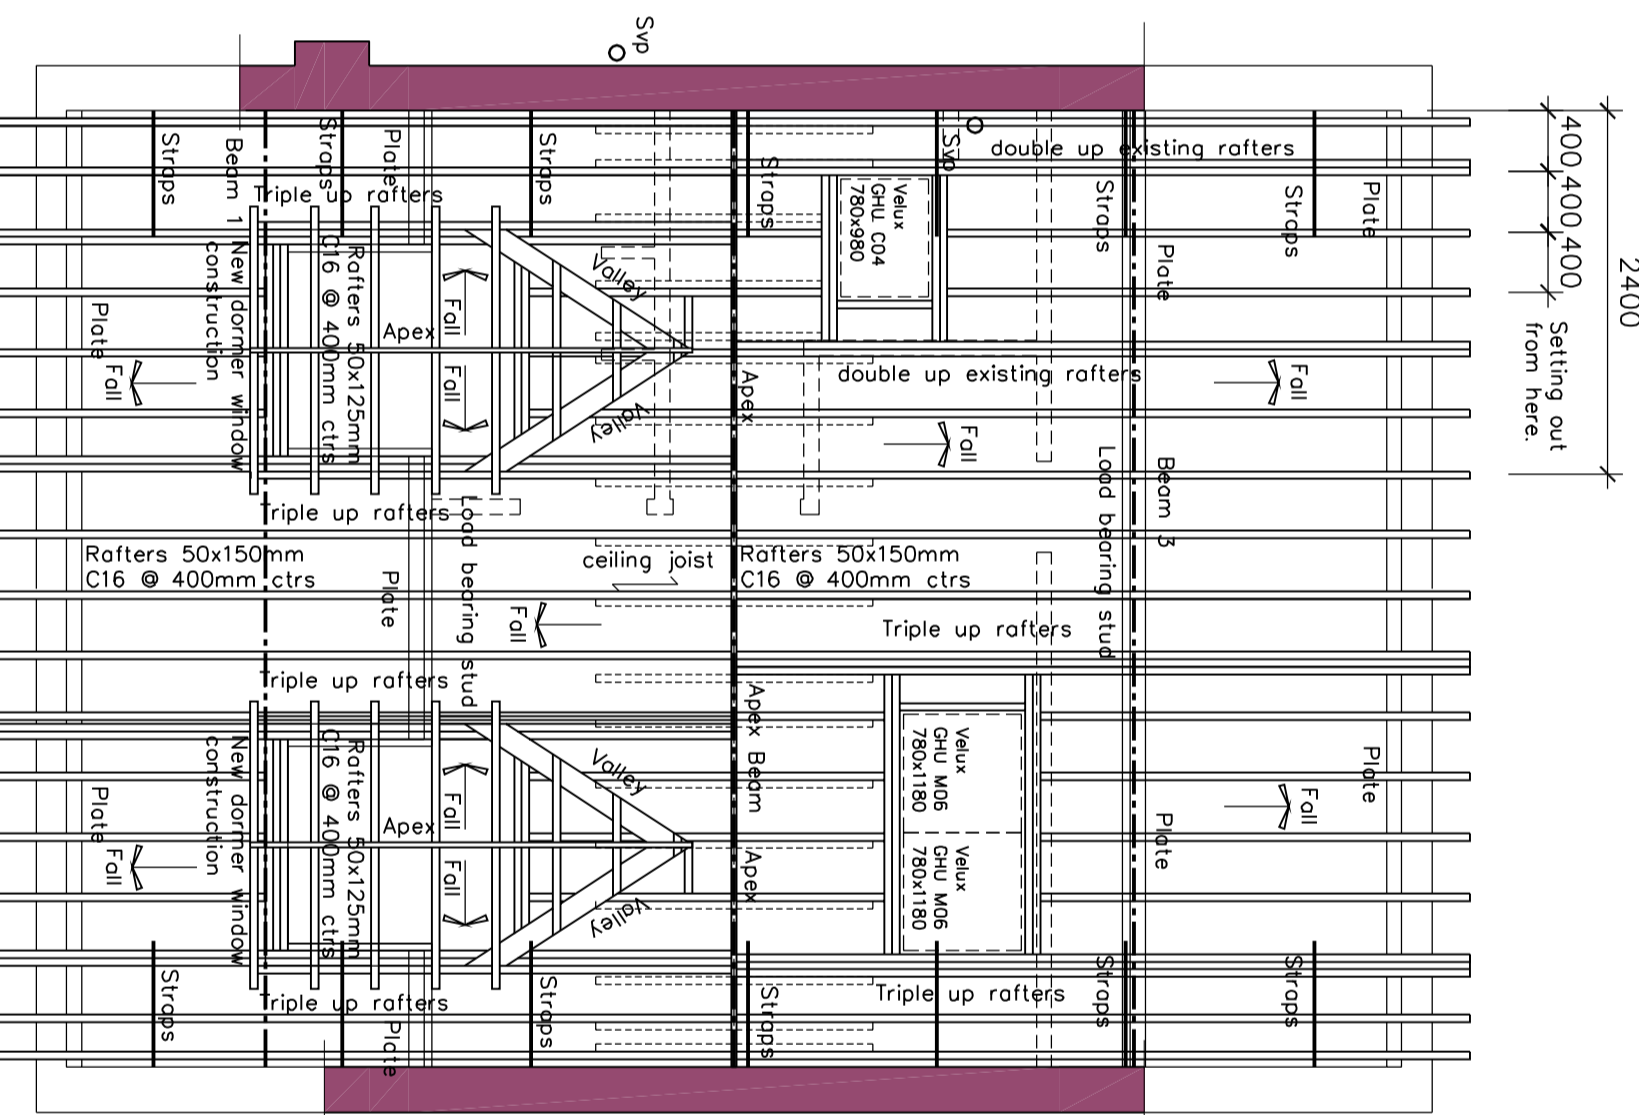 Svp
Svp
400
400
400
2400
Setting out
from here.
Straps
Beam 1
Straps
Plate
Straps
Straps
double up existing rafters
Straps
Straps
Plate
Triple up rafters
Velux
GHU C04
780x980
New dormer window
construction
Rafters 50x125mm
C16 @ 400mm ctrs
Fall
Fall
Apex
Valley
Valley
Plate
Plate
Fall
Apex
double up existing rafters
Fall
Fall
Load bearing stud
Beam 3
Triple up rafters
Load bearing stud
Rafters 50x150mm
C16 @ 400mm ctrs
ceiling joist
Rafters 50x150mm
C16 @ 400mm ctrs
Plate
Fall
Triple up rafters
Triple up rafters
Apex Beam
Velux
GHU M06
780x1180
Velux
GHU M06
780x1180
New dormer window
construction
Rafters 50x125mm
C16 @ 400mm ctrs
Fall
Fall
Apex
Valley
Valley
Plate
Fall
Apex
Plate
Fall
Plate
Straps
Triple up rafters
Plate
Straps
Straps
Triple up rafters
Straps
Straps